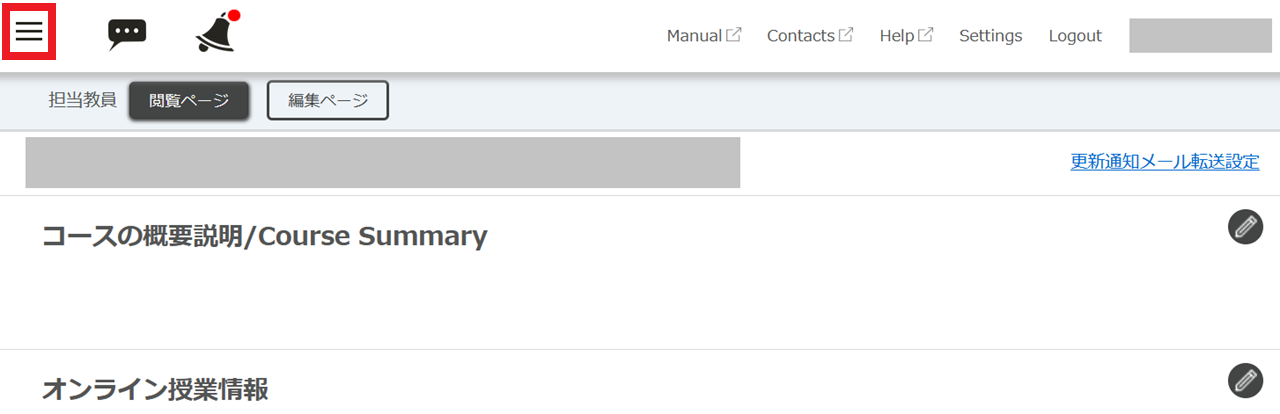 Manual Contacts Help Settings Logout
担当教員 閲覧ページ 編集ページ
更新通知メール転送設定
コースの概要説明/Course Summary
オンライン授業情報